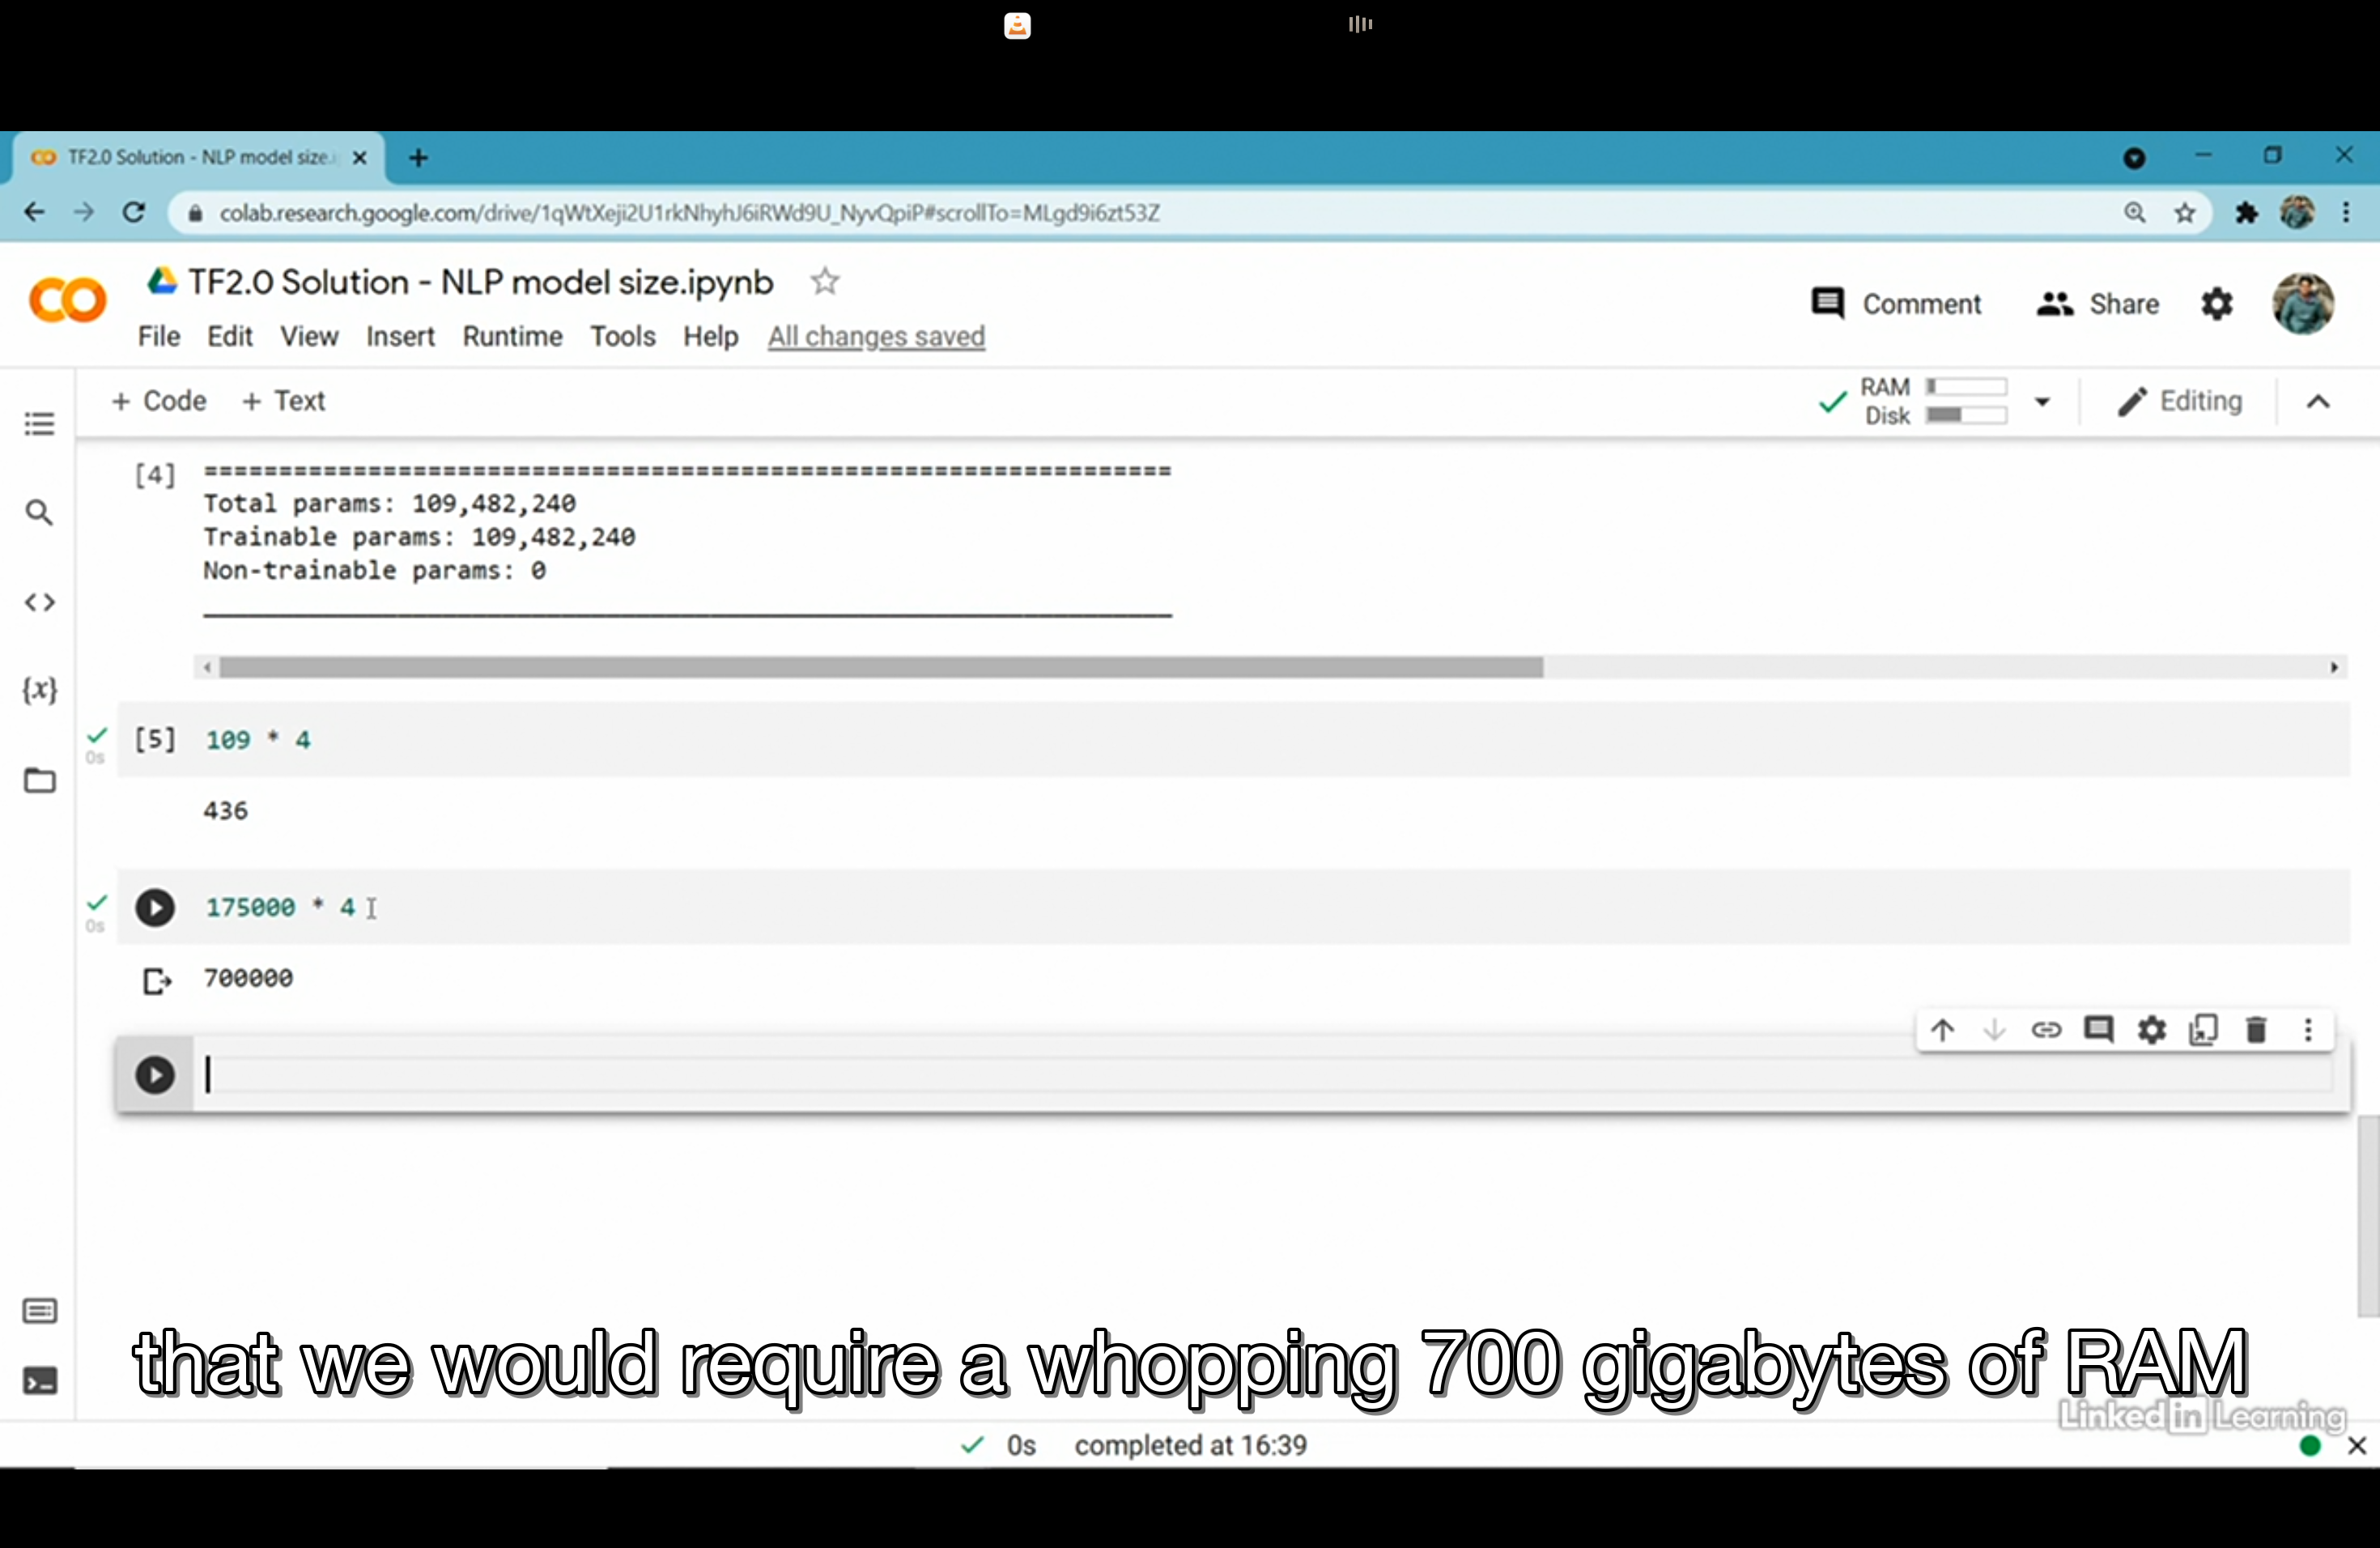 TF2.0 Solution - NLP model size.i
colab.research.google.com/drive/1qWtXeji2U1rkNhyhJ6iRWd9U_NyvQpiP#scrollTo=MLgd9i6zt53Z
TF2.0 Solution - NLP model size.ipynb
Comment
Share
File Edit View Insert Runtime Tools Help All changes saved
+ Code + Text
RAM
Disk
Editing
[4] =================================================================
Total params: 109,482,240
Trainable params: 109,482,240
Non-trainable params: 0
_________________________________________________________________
{x}
[5] 109 * 4
0s
436
175000 * 4
0s
700000
that we would require a whopping 700 gigabytes of RAM
Linked in Learning
0s completed at 16:39